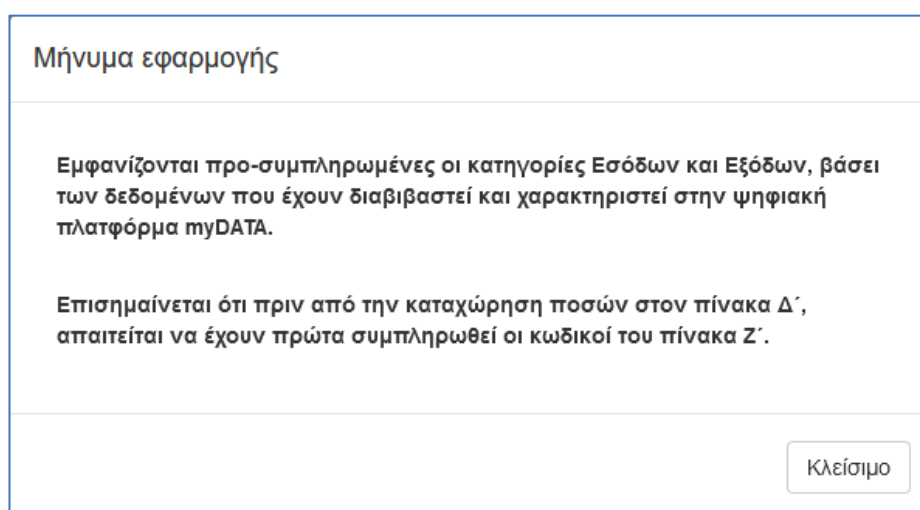 Μήνυμα εφαρμογής
Εμφανίζονται προ-συμπληρωμένες οι κατηγορίες Εσόδων και Εξόδων, βάσει
των δεδομένων που έχουν διαβιβαστεί και χαρακτηριστεί στην ψηφιακή
πλατφόρμα myDATA.
Επισημαίνεται ότι πριν από την καταχώρηση ποσών στον πίνακα Δ΄,
απαιτείται να έχουν πρώτα συμπληρωθεί οι κωδικοί του πίνακα Ζ΄.
Κλείσιμο